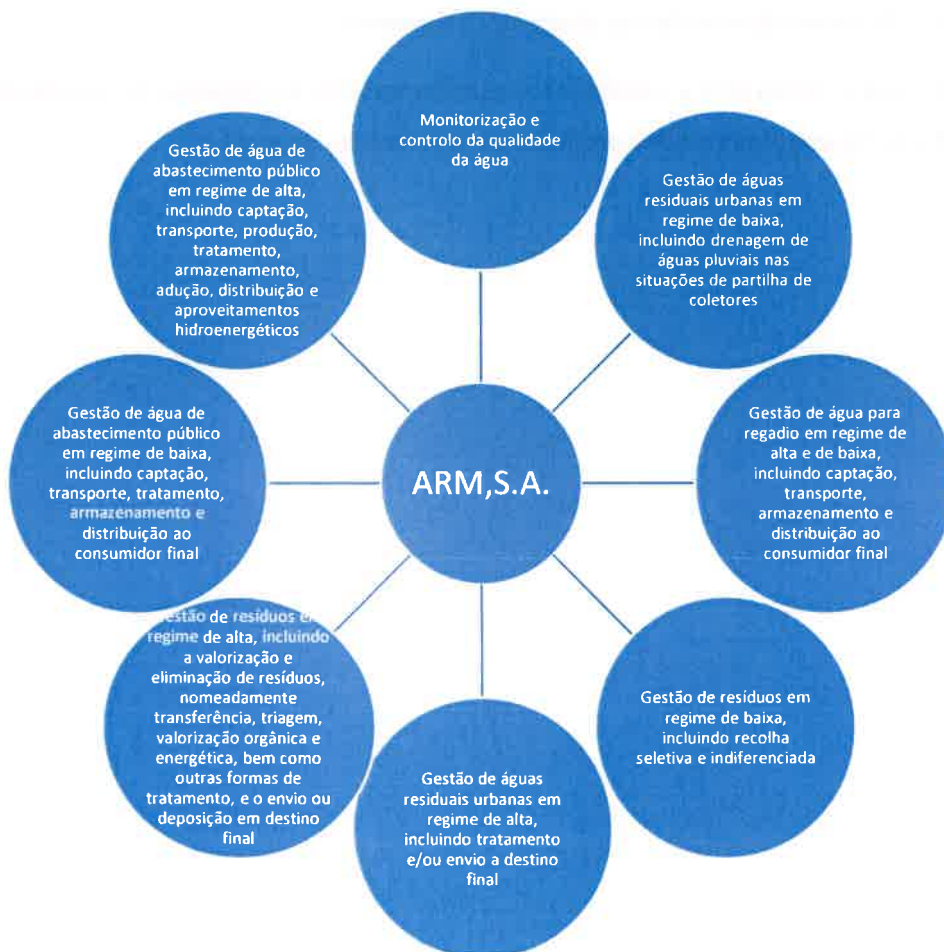 Monitorização e
controlo da qualidade
da água
Gestão de águas
residuais urbanas em
regime de baixa,
incluindo drenagem de
águas pluviais nas
situações de partilha de
coletores
Gestão de água para
regadio em regime de
alta e de baixa,
incluindo captação,
transporte,
armazenamento e
distribuição ao
consumidor final
Gestão de resíduos em
regime de baixa,
incluindo recolha
seletiva e indiferenciada
Gestão de águas
residuais urbanas em
regime de alta,
incluindo tratamento
e/ou envio a destino
final
Gestão de resíduos em
regime de alta, incluindo
a valorização e
eliminação de resíduos,
nomeadamente
transferência, triagem,
valorização orgânica e
energética, bem como
outras formas de
tratamento, e o envio ou
deposição em destino
final
Gestão de água de
abastecimento público
em regime de baixa,
incluindo captação,
transporte, tratamento,
armazenamento e
distribuição ao
consumidor final
Gestão de água de
abastecimento público
em regime de alta,
incluindo captação,
transporte, produção,
tratamento,
armazenamento,
adução, distribuição e
aproveitamentos
hidroenergéticos
ARM,S.A.